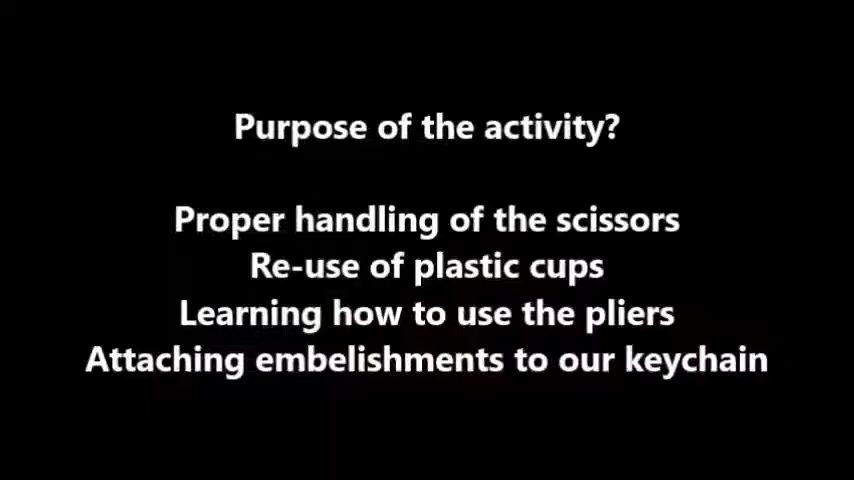 Purpose of the activity?
Proper handling of the scissors
Re-use of plastic cups
Learning how to use the pliers
Attaching embelishments to our keychain